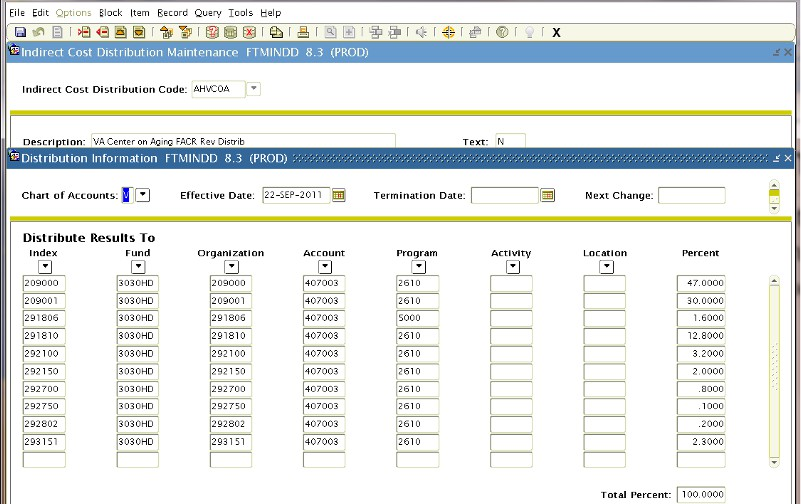 File Edit Options Block Item Record Query Tools Help
X
Indirect Cost Distribution Maintenance FTMINDD 8.3 (PROD)
Indirect Cost Distribution Code: AHVCOA
Description: VA Center on Aging FACR Rev Distrib Text: N
Distribution Information FTMINDD 8.3 (PROD)
Chart of Accounts: V Effective Date: 22-SEP-2011 Termination Date: Next Change:
Distribute Results To
Index Fund Organization Account Program Activity Location Percent
209000 3030HD 209000 407003 2610 47.0000
209001 3030HD 209001 407003 2610 30.0000
291806 3030HD 291806 407003 5000 1.6000
291810 3030HD 291810 407003 2610 12.8000
292100 3030HD 292100 407003 2610 3.2000
292150 3030HD 292150 407003 2610 2.0000
292700 3030HD 292700 407003 2610 .8000
292750 3030HD 292750 407003 2610 .1000
292802 3030HD 292802 407003 2610 .2000
293151 3030HD 293151 407003 2610 2.3000
Total Percent: 100.0000